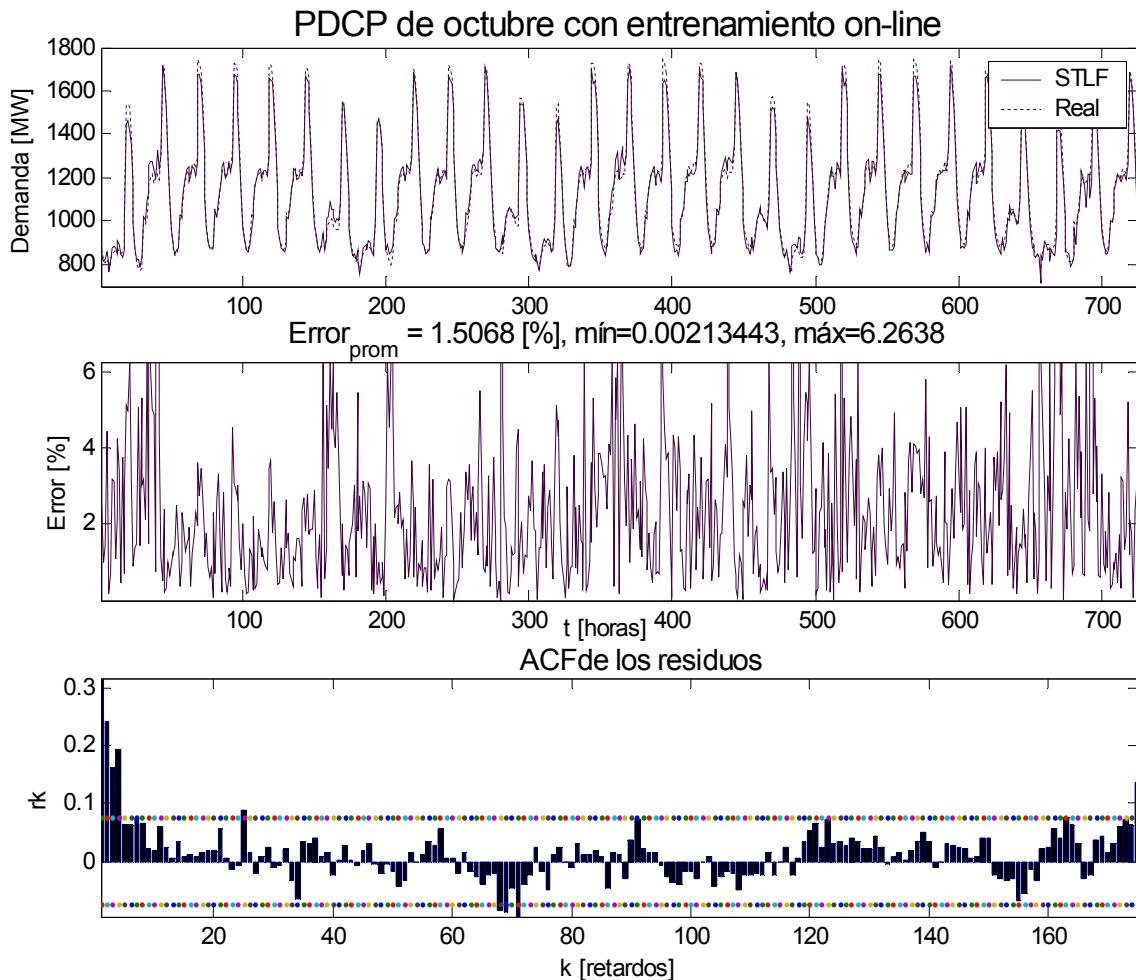 PDCP de octubre con entrenamiento on-line
Demanda [MW]
1800
1600
1400
1200
1000
800
STLF
Real
100 200 300 400 500 600 700
Error_prom = 1.5068 [%], mín=0.00213443, máx=6.2638
Error [%]
6
4
2
100 200 300 400 500 600 700
t [horas]
ACFde los residuos
rk
0.3
0.2
0.1
0
20 40 60 80 100 120 140 160
k [retardos]